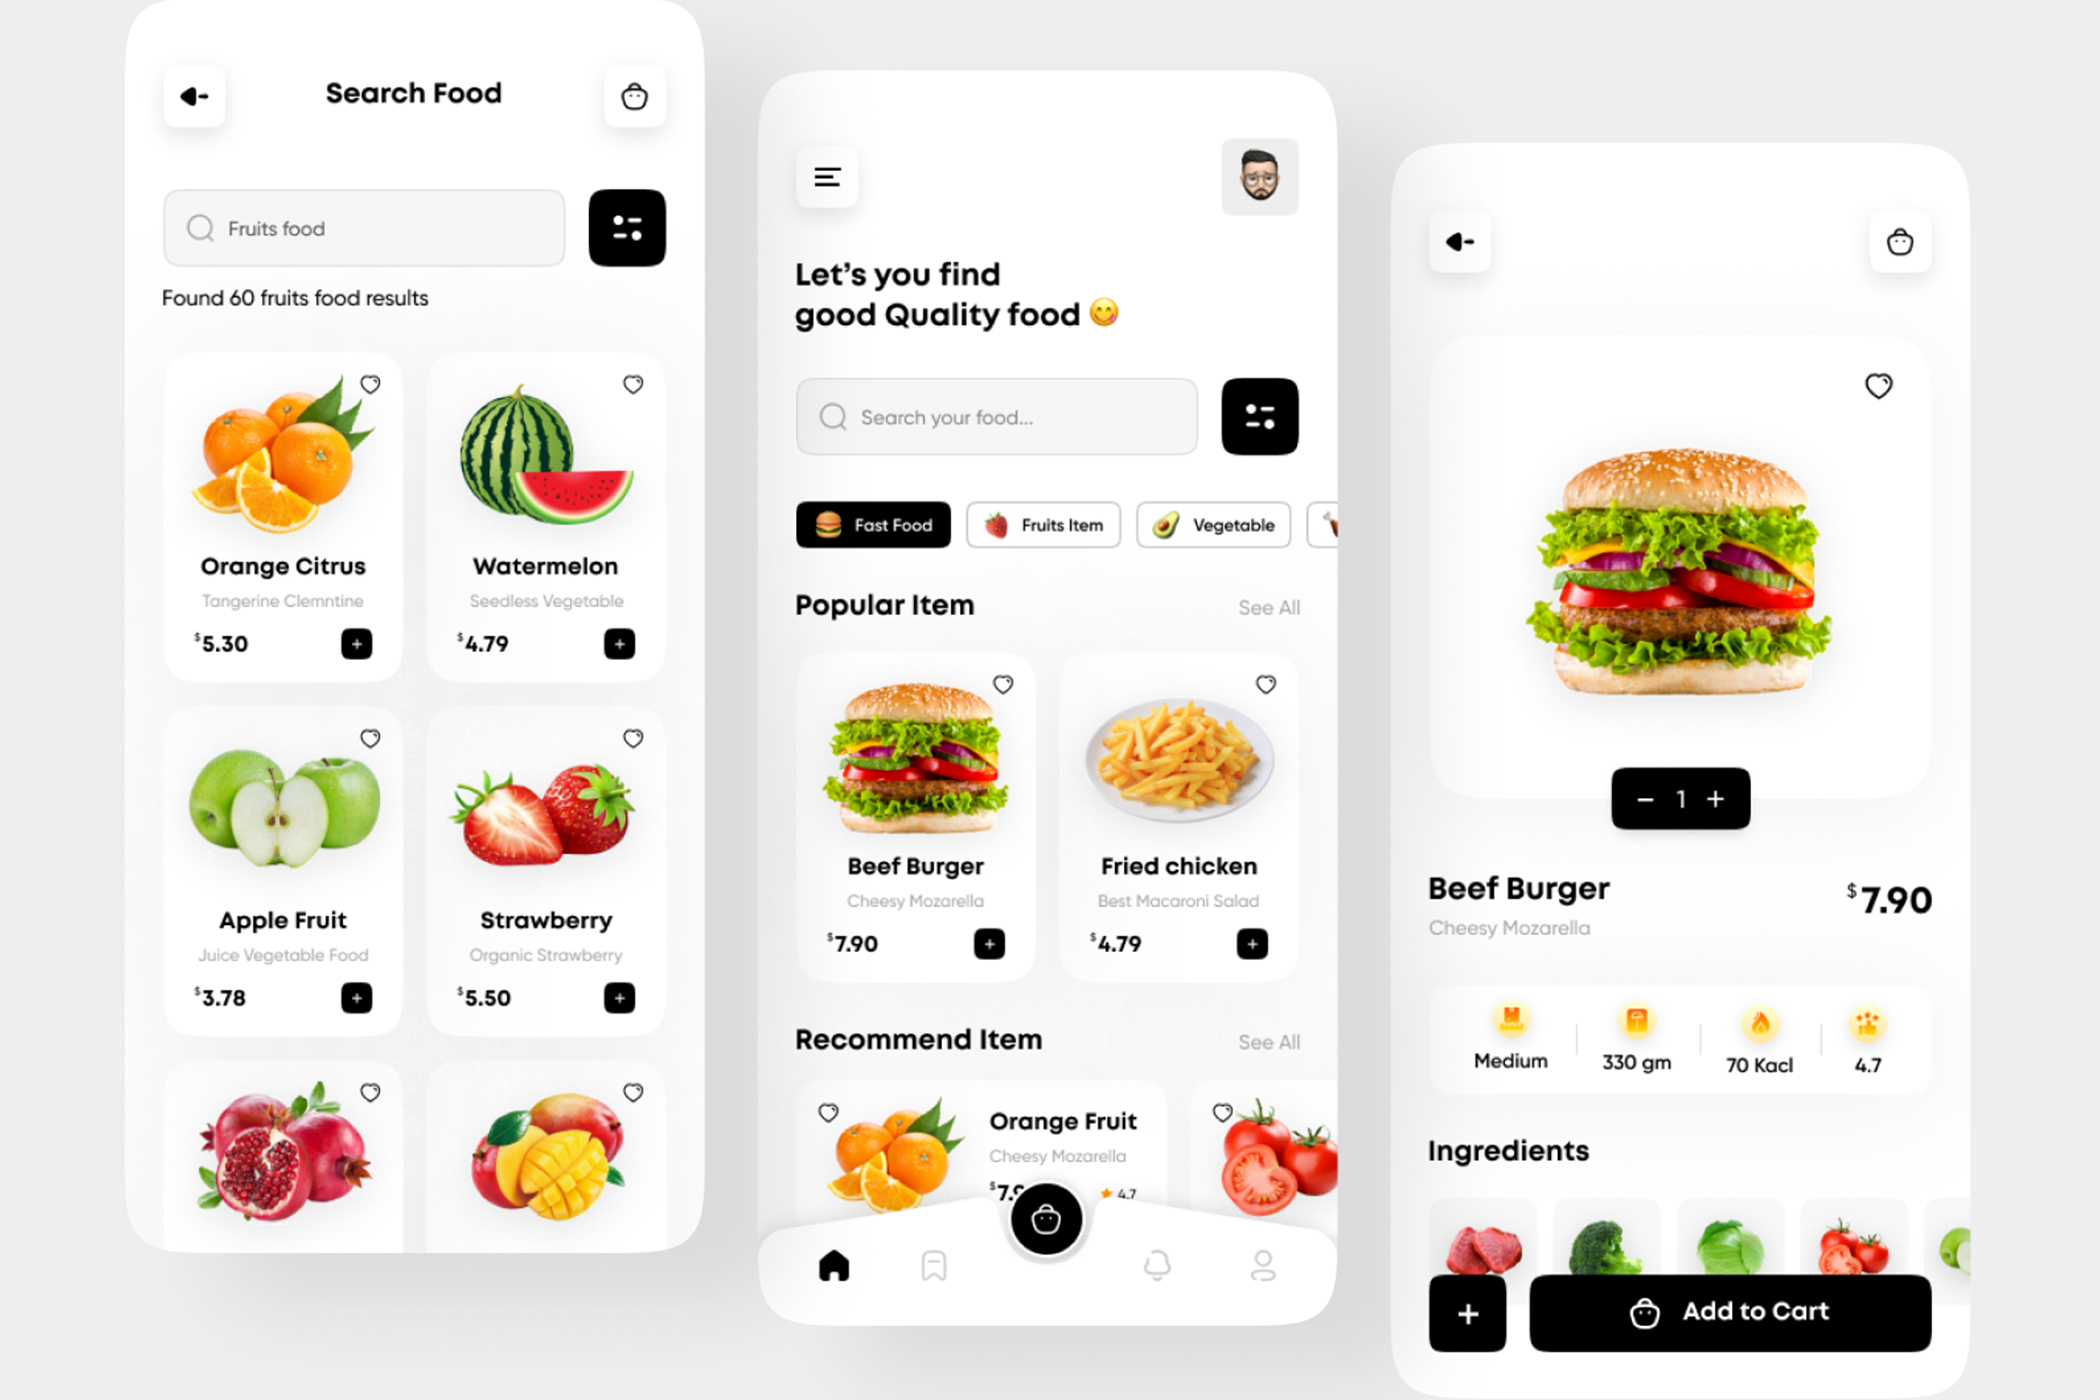 Search Food
Fruits food
Found 60 fruits food results
Orange Citrus
Tangerine Clemntine
$5.30
+
Watermelon
Seedless Vegetable
$4.79
+
Apple Fruit
Juice Vegetable Food
$3.78
+
Strawberry
Organic Strawberry
$5.50
+
Let's you find
good Quality food 😋
Search your food...
Fast Food
Fruits Item
Vegetable
Popular Item
See All
Beef Burger
Cheesy Mozarella
$7.90
+
Fried chicken
Best Macaroni Salad
$4.79
+
Recommend Item
See All
Orange Fruit
Cheesy Mozarella
4.7
− 1 +
Beef Burger
$7.90
Cheesy Mozarella
Medium
330 gm
70 Kacl
4.7
Ingredients
+
Add to Cart